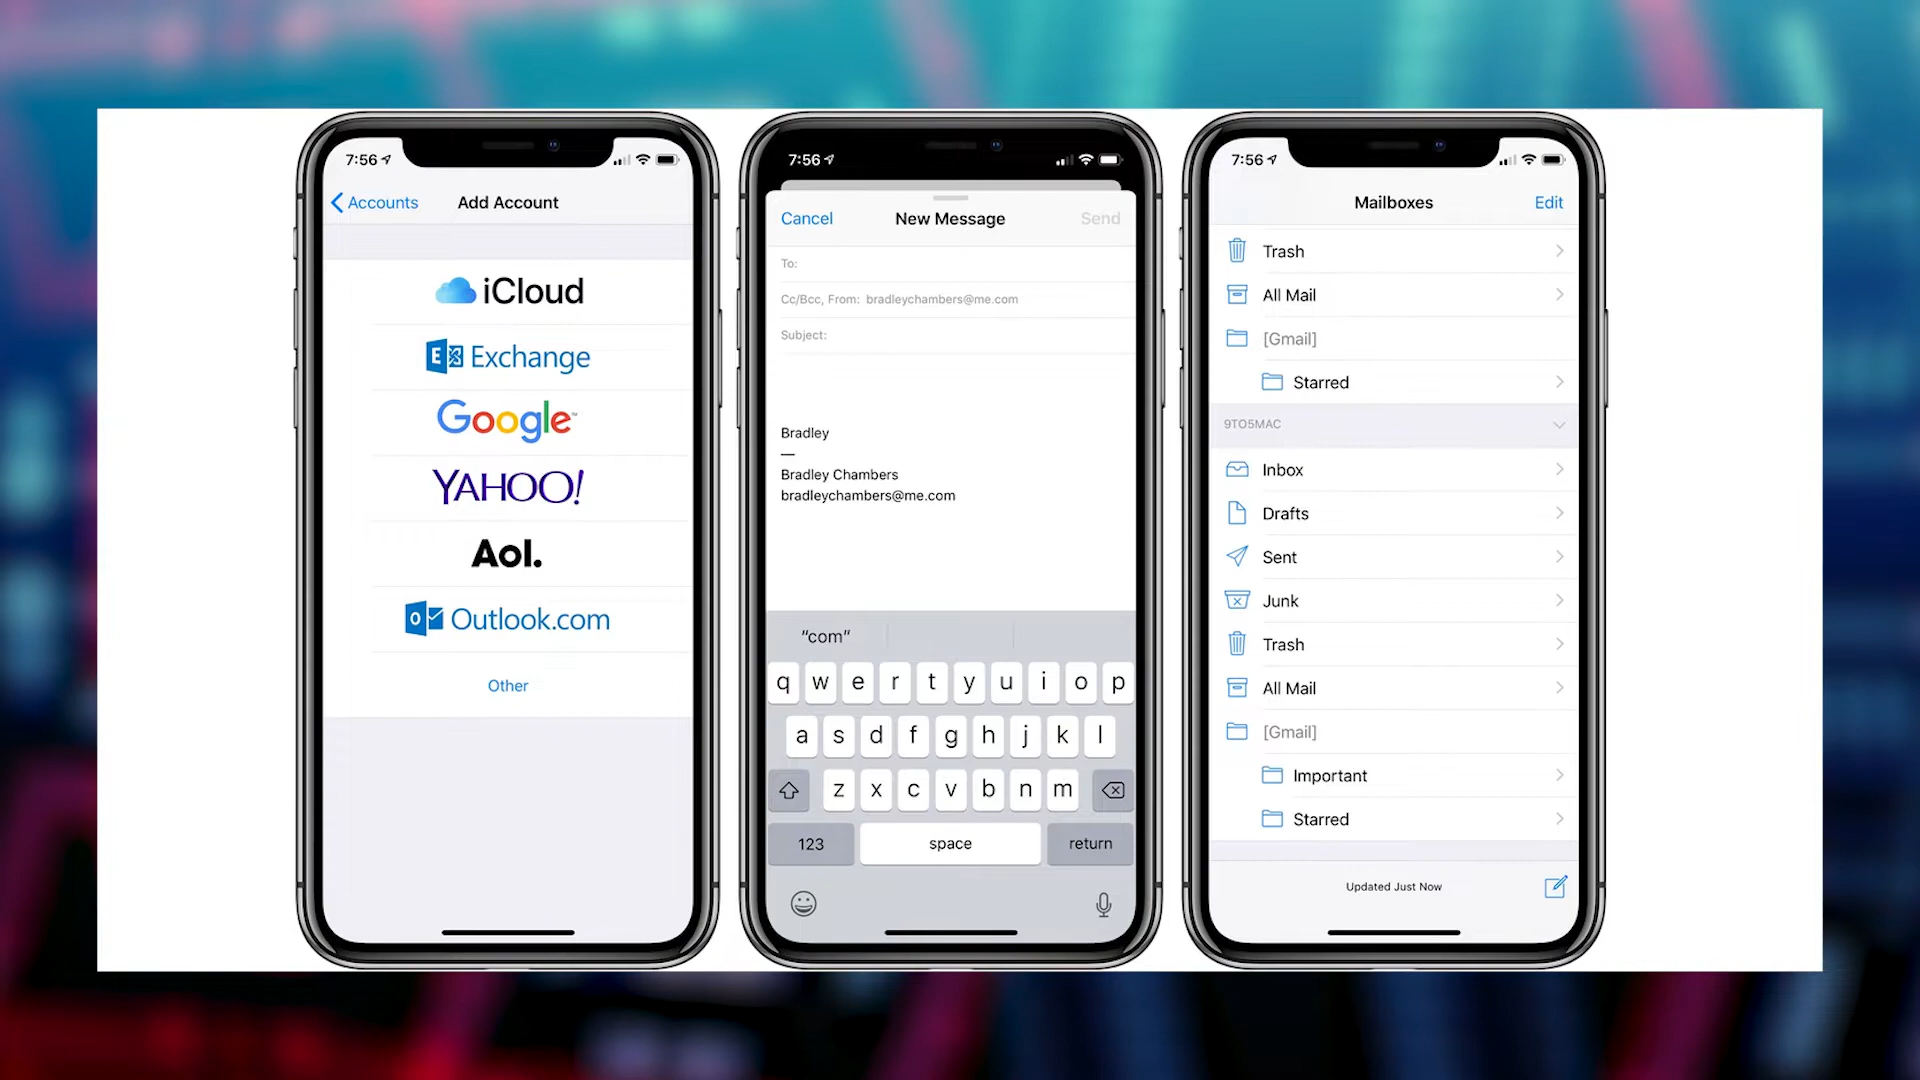 7:56
Accounts
Add Account
iCloud
Exchange
Google
YAHOO!
Aol.
Outlook.com
Other
7:56
Cancel
New Message
Send
To:
Cc/Bcc, From: bradleychambers@me.com
Subject:
Bradley
—
Bradley Chambers
bradleychambers@me.com
"com"
q w e r t y u i o p
a s d f g h j k l
z x c v b n m
123 space return
7:56
Mailboxes
Edit
Trash
All Mail
[Gmail]
Starred
9TO5MAC
Inbox
Drafts
Sent
Junk
Trash
All Mail
[Gmail]
Important
Starred
Updated Just Now